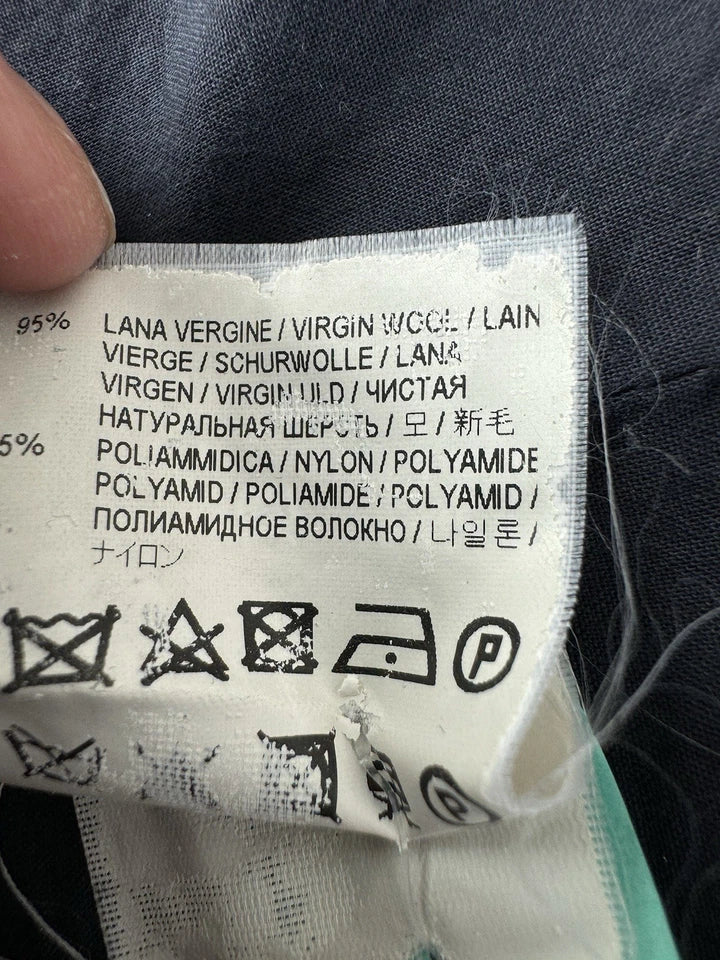 95% LANA VERGINE / VIRGIN WOOL / LAIN
VIERGE / SCHURWOLLE / LANA
VIRGEN / VIRGIN ULD / ЧИСТАЯ
НАТУРАЛЬНАЯ ШЕРСТЬ / 모 / 新毛
5% POLIAMMIDICA / NYLON / POLYAMIDE
POLYAMID / POLIAMIDE / POLYAMID /
ПОЛИАМИДНОЕ ВОЛОКНО / 나일론 /
ナイロン
P
P